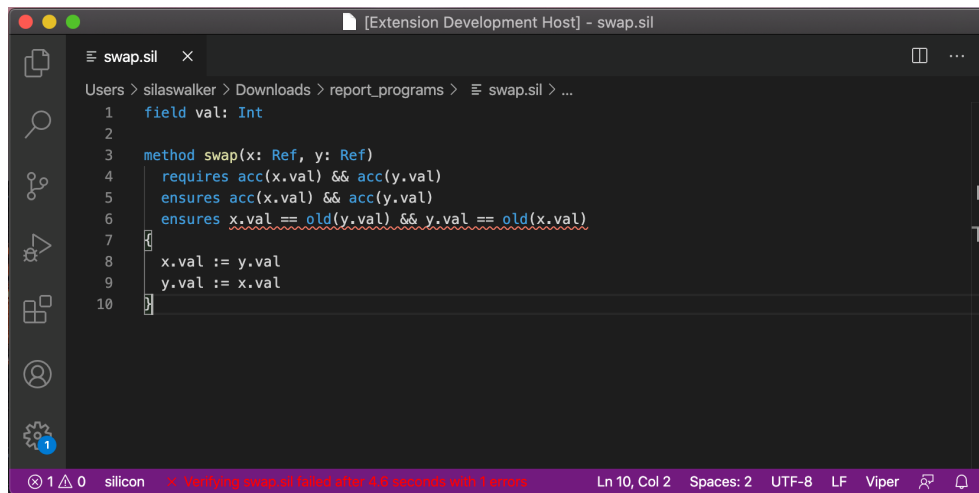 [Extension Development Host] - swap.sil
swap.sil
Users > silaswalker > Downloads > report_programs > swap.sil > ...
1 field val: Int
2
3 method swap(x: Ref, y: Ref)
4 requires acc(x.val) && acc(y.val)
5 ensures acc(x.val) && acc(y.val)
6 ensures x.val == old(y.val) && y.val == old(x.val)
7 {
8 x.val := y.val
9 y.val := x.val
10 }
1
1 0 silicon Verifying swap.sil failed after 4.6 seconds with 1 errors Ln 10, Col 2 Spaces: 2 UTF-8 LF Viper